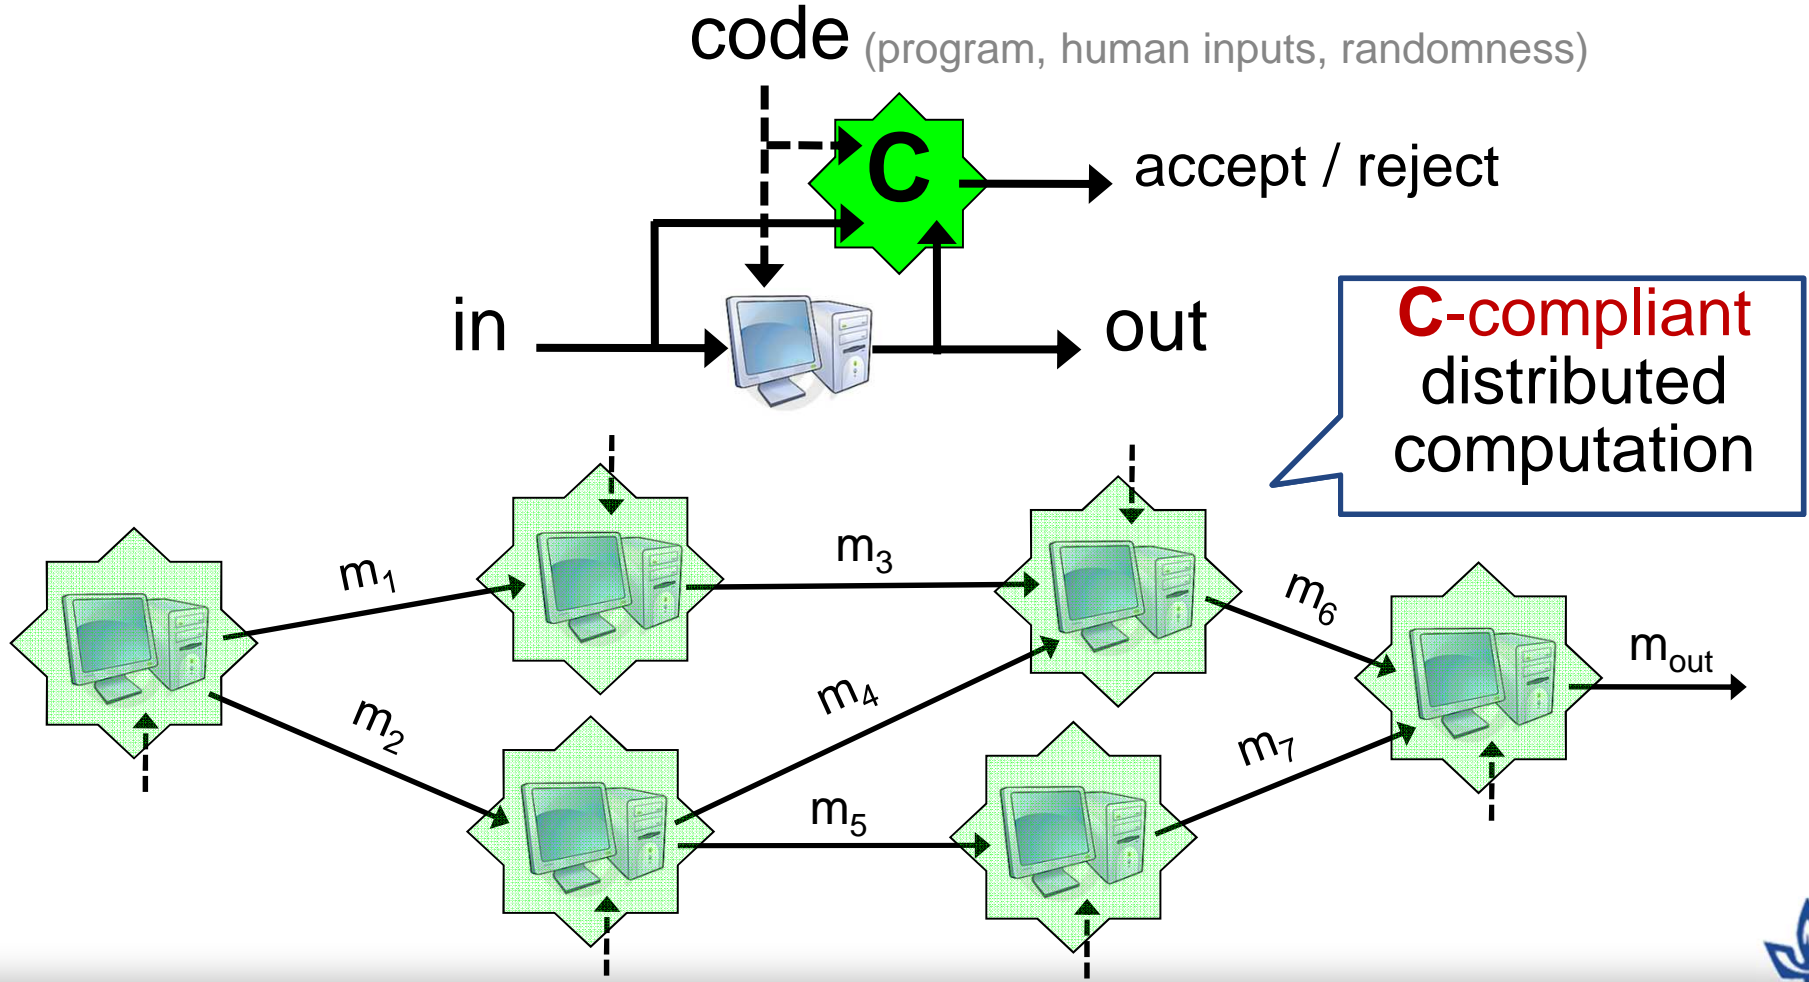 code (program, human inputs, randomness)
C
accept / reject
in
out
C-compliant
distributed
computation
m1
m3
m6
mout
m2
m4
m5
m7